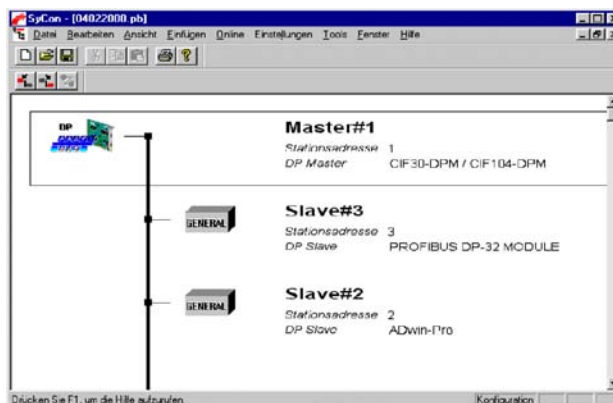 SyCon - [04022000.pb]
Datei Bearbeiten Ansicht Einfügen Online Einstellungen Tools Fenster Hilfe
DP
Master#1
Stationsadresse 1
DP Master CIF30-DPM / CIF104-DPM
GENERAL
Slave#3
Stationsadresse 3
DP Slave PROFIBUS DP-32 MODULE
GENERAL
Slave#2
Stationsadresse 2
DP Slave ADwin-Pro
Drücken Sie F1, um die Hilfe aufzurufen. Konfiguration